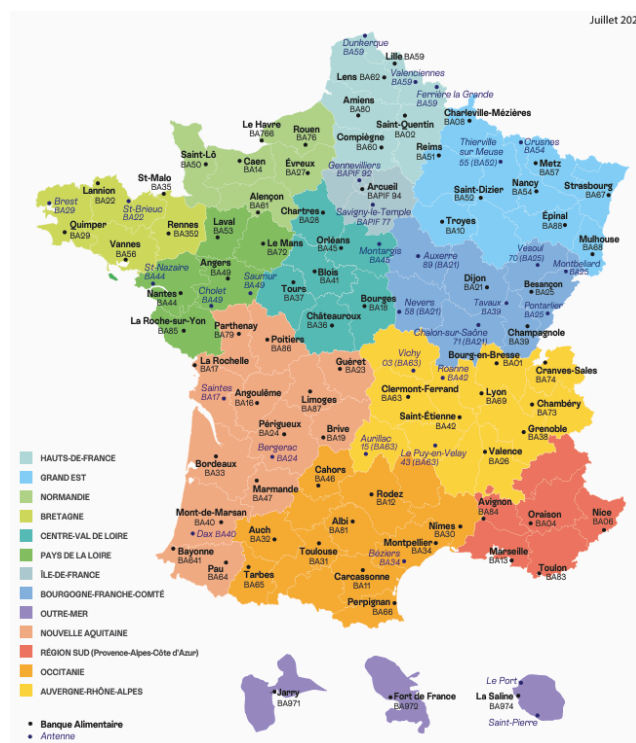 Juillet 202
Dunkerque
BA59
Lille BA59
Lens BA62
Valenciennes
BA59
Ferrière la Grande
BA59
Amiens
BA80
Saint-Quentin
BA02
Charleville-Mézières
BA08
Le Havre
BA766
Rouen
BA76
Compiègne
BA60
Reims
BA51
Thierville
sur Meuse
55 (BA52)
Crusnes
BA54
Metz
BA57
Saint-Lô
BA50
Caen
BA14
Évreux
BA27
Gennevilliers
BAPIF 92
Arcueil
BAPIF 94
Savigny-le-Temple
BAPIF 77
Saint-Dizier
BA52
Nancy
BA54
Strasbourg
BA67
St-Malo
BA35
Lannion
BA22
Brest
BA29
St-Brieuc
BA22
Alençon
BA61
Chartres
BA28
Troyes
BA10
Épinal
BA88
Quimper
BA29
Rennes
BA352
Laval
BA53
Le Mans
BA72
Orléans
BA45
Montargis
BA45
Auxerre
89 (BA21)
Vesoul
70 (BA25)
Mulhouse
BA68
Montbéliard
BA25
Vannes
BA56
St-Nazaire
BA44
Angers
BA49
Saumur
BA49
Blois
BA41
Dijon
BA21
Besançon
BA25
Nantes
BA44
Cholet
BA49
Tours
BA37
Bourges
BA18
Nevers
58 (BA21)
Tavaux
BA39
Pontarlier
BA25
La Roche-sur-Yon
BA85
Parthenay
BA79
Châteauroux
BA36
Chalon-sur-Saône
71 (BA21)
Champagnole
BA39
Poitiers
BA86
La Rochelle
BA17
Guéret
BA23
Vichy
03 (BA63)
Bourg-en-Bresse
BA01
Roanne
BA42
Cranves-Sales
BA74
Saintes
BA17
Angoulême
BA16
Limoges
BA87
Clermont-Ferrand
BA63
Lyon
BA69
Chambéry
BA73
Saint-Étienne
BA42
Périgueux
BA24
Brive
BA19
Grenoble
BA38
Bergerac
BA24
Aurillac
15 (BA63)
Le Puy-en-Velay
43 (BA63)
Valence
BA26
Bordeaux
BA33
Cahors
BA46
Marmande
BA47
Rodez
BA12
Avignon
BA84
Oraison
BA04
Nice
BA06
Mont-de-Marsan
BA40
Dax BA40
Auch
BA32
Albi
BA81
Nîmes
BA30
Montpellier
BA34
Béziers
BA34
Bayonne
BA641
Pau
BA64
Toulouse
BA31
Marseille
BA13
Toulon
BA83
Tarbes
BA65
Carcassonne
BA11
Perpignan
BA66
HAUTS-DE-FRANCE
GRAND EST
NORMANDIE
BRETAGNE
CENTRE-VAL DE LOIRE
PAYS DE LA LOIRE
ÎLE-DE-FRANCE
BOURGOGNE-FRANCHE-COMTÉ
OUTRE-MER
NOUVELLE AQUITAINE
RÉGION SUD (Provence-Alpes-Côte d'Azur)
OCCITANIE
AUVERGNE-RHÔNE-ALPES
Jarry
BA971
Fort de France
BA972
Le Port
La Saline
BA974
Saint-Pierre
Banque Alimentaire
Antenne